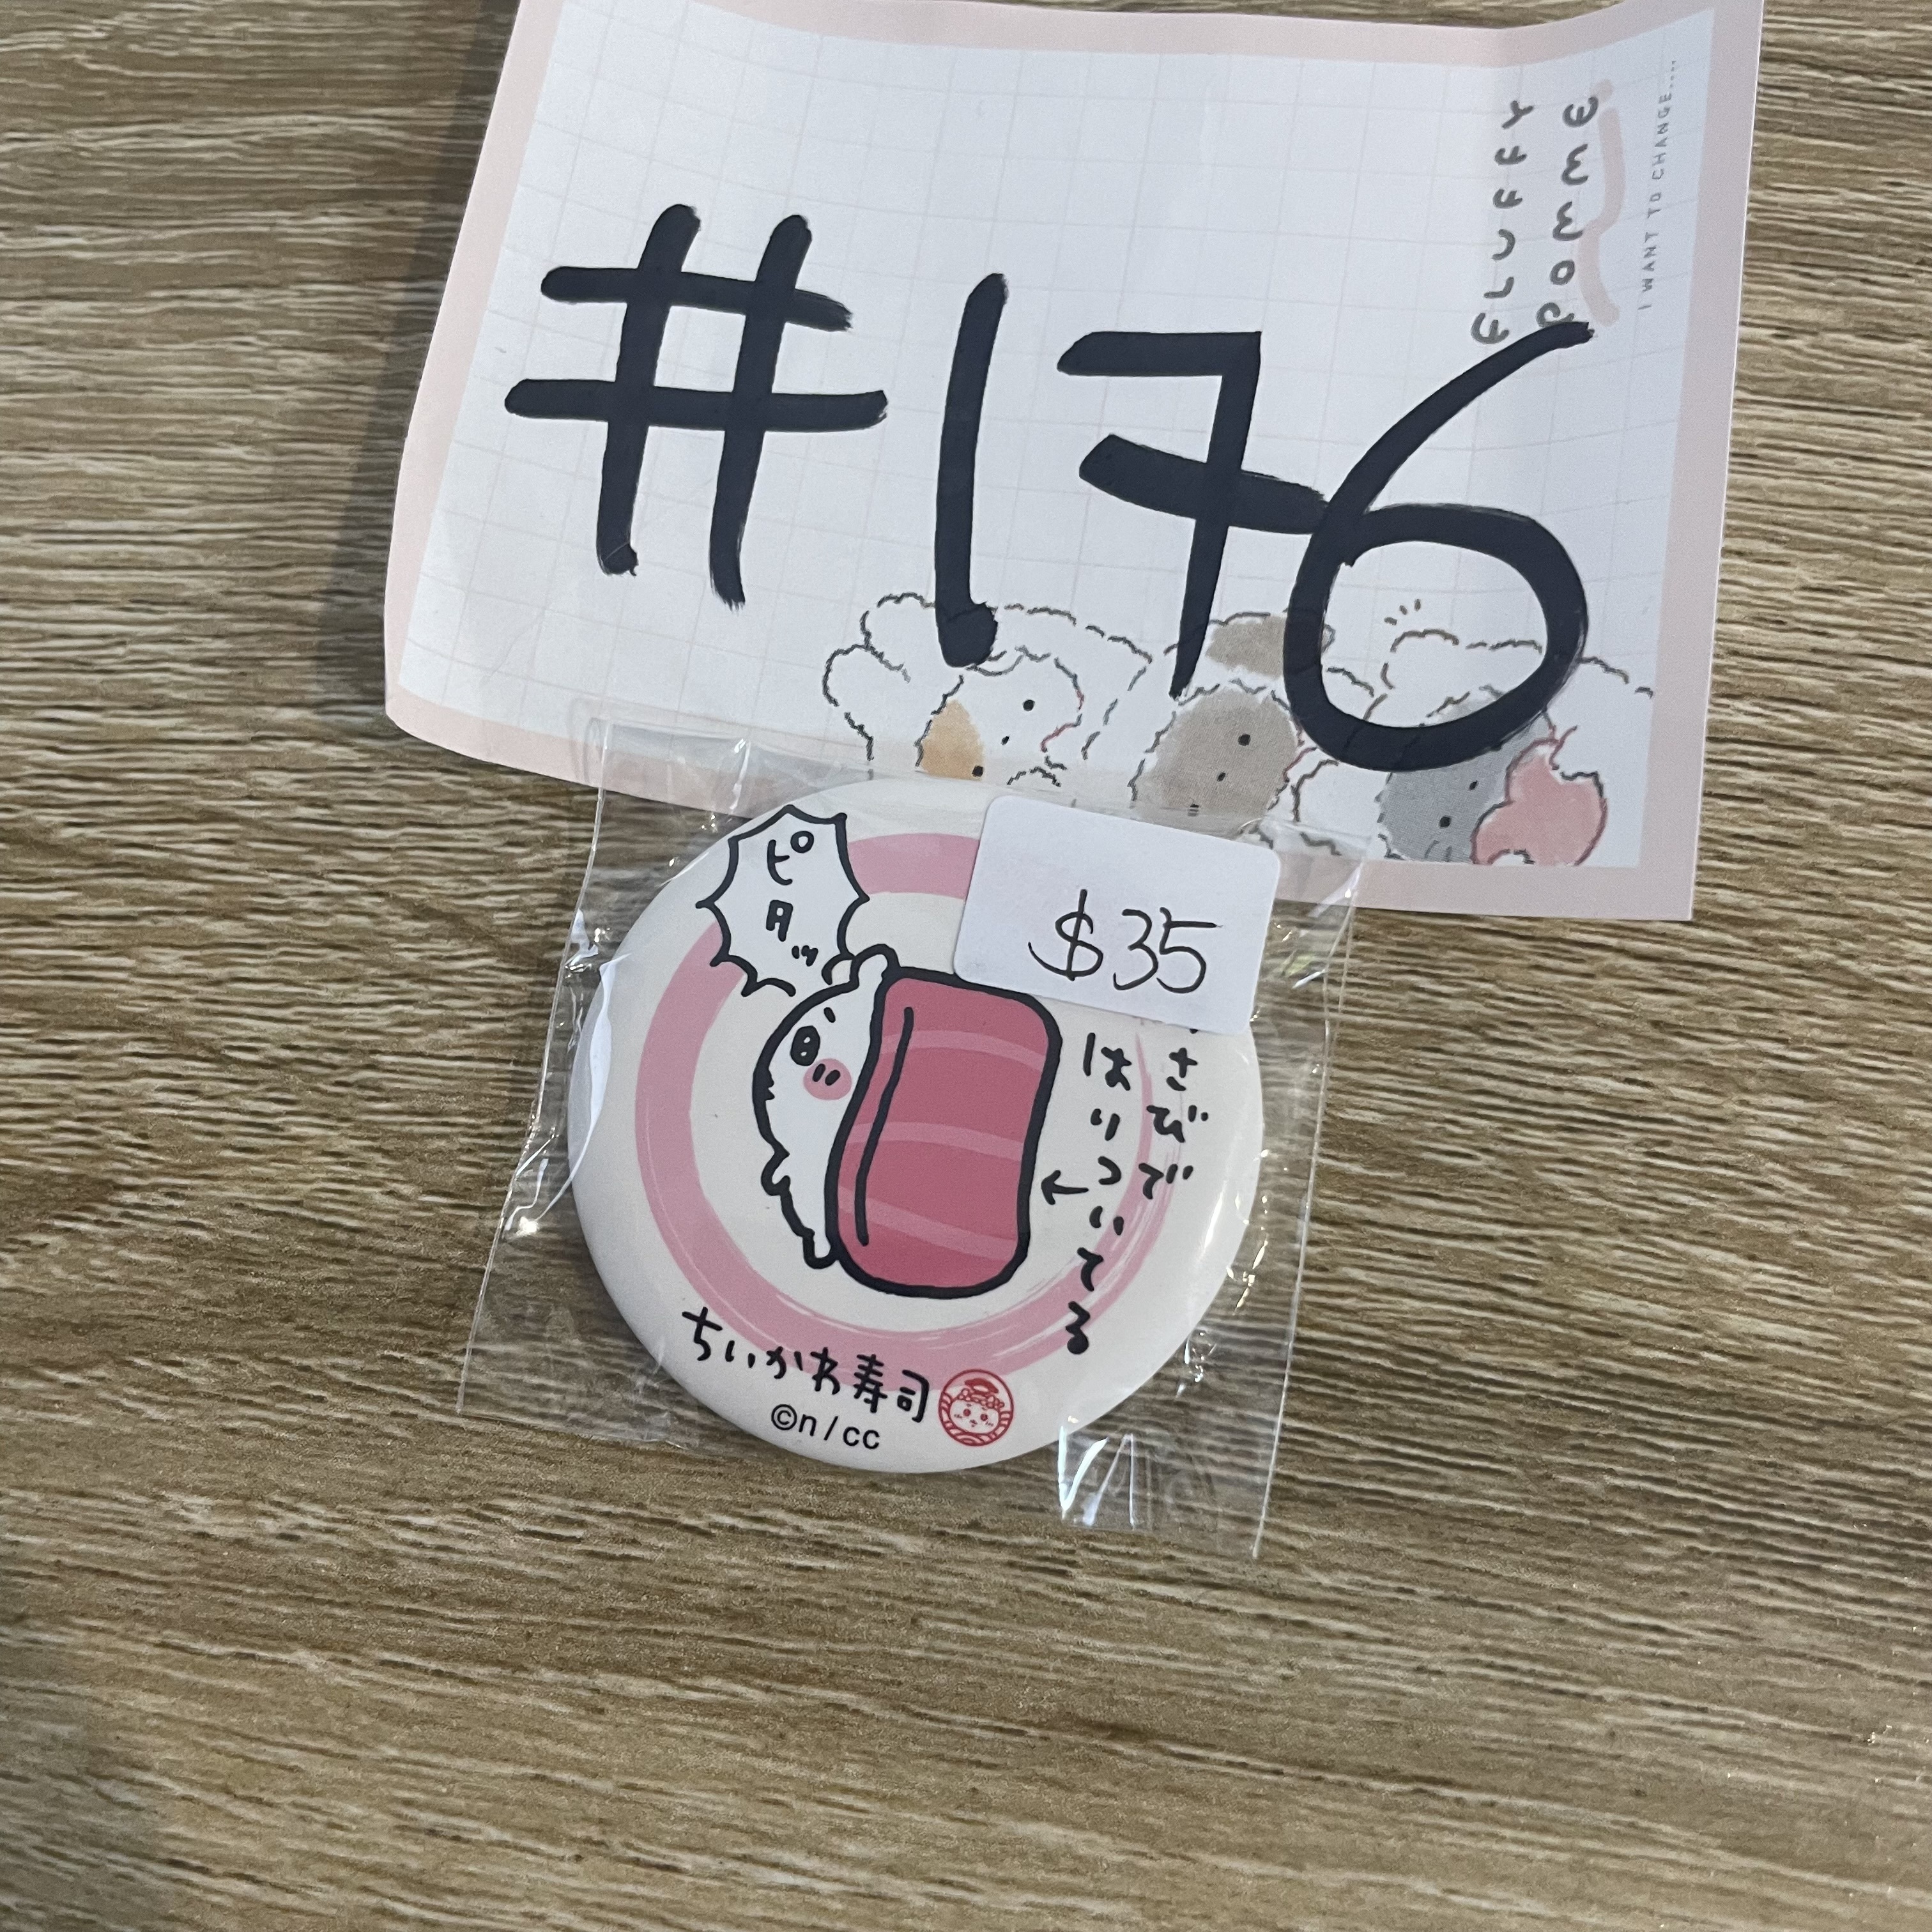 FLUFFY
POMME
I WANT TO CHANGE....
#176
$35
ピタッ
さびで
はりついてる
←
ちいかわ寿司
©n/cc